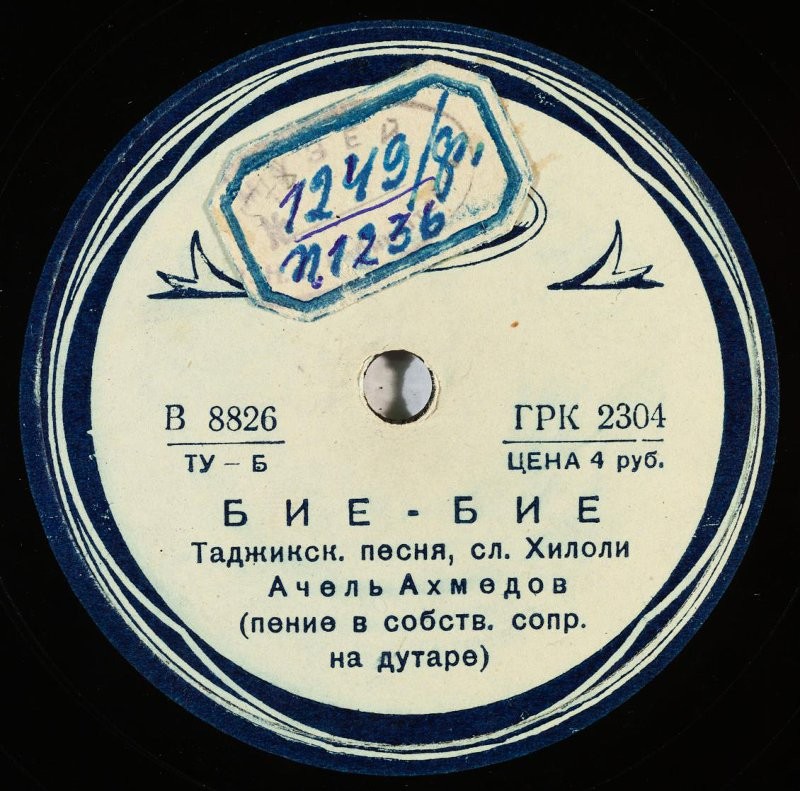 1249/ф.
п.1236
В 8826
ТУ – Б
ГРК 2304
ЦЕНА 4 руб.
БИЕ - БИЕ
Таджикск. песня, сл. Хилоли
Ачель Ахмедов
(пение в собств. сопр.
на дутаре)